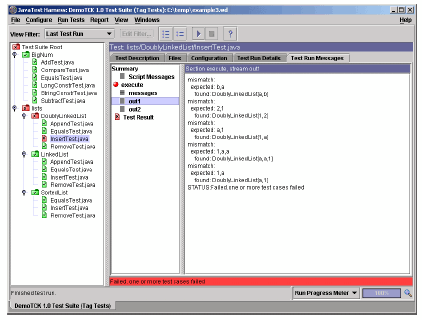 JavaTest Harness: DemoTCK 1.0 Test Suite (Tag Tests): C:\temp\example3.wd
File Configure Run Tests Report View Windows Help
View Filter: Last Test Run Edit Filter...
Test Suite Root
BigNum
AddTest.java
CompareTest.java
EqualsTest.java
LongConstrTest.java
StringConstrTest.java
SubtractTest.java
lists
DoublyLinkedList
AppendTest.java
EqualsTest.java
InsertTest.java
RemoveTest.java
LinkedList
AppendTest.java
EqualsTest.java
InsertTest.java
RemoveTest.java
SortedList
EqualsTest.java
InsertTest.java
RemoveTest.java
Test: lists/DoublyLinkedList/InsertTest.java
Test Description Files Configuration Test Run Details Test Run Messages
Summary
Script Messages
execute
messages
out1
out2
Test Result
Section execute, stream out1
mismatch:
expected: b,a
found:DoublyLinkedList[a,b]
mismatch:
expected: 2,1
found:DoublyLinkedList[1,2]
mismatch:
expected: a,1
found:DoublyLinkedList[1,a]
mismatch:
expected: 1,a,a
found:DoublyLinkedList[a,a,1]
mismatch:
expected: 1,a
found:DoublyLinkedList[a,1]
STATUS:Failed.one or more test cases failed
Failed. one or more test cases failed
Finished test run. Run Progress Meter 100%
DemoTCK 1.0 Test Suite (Tag Tests)